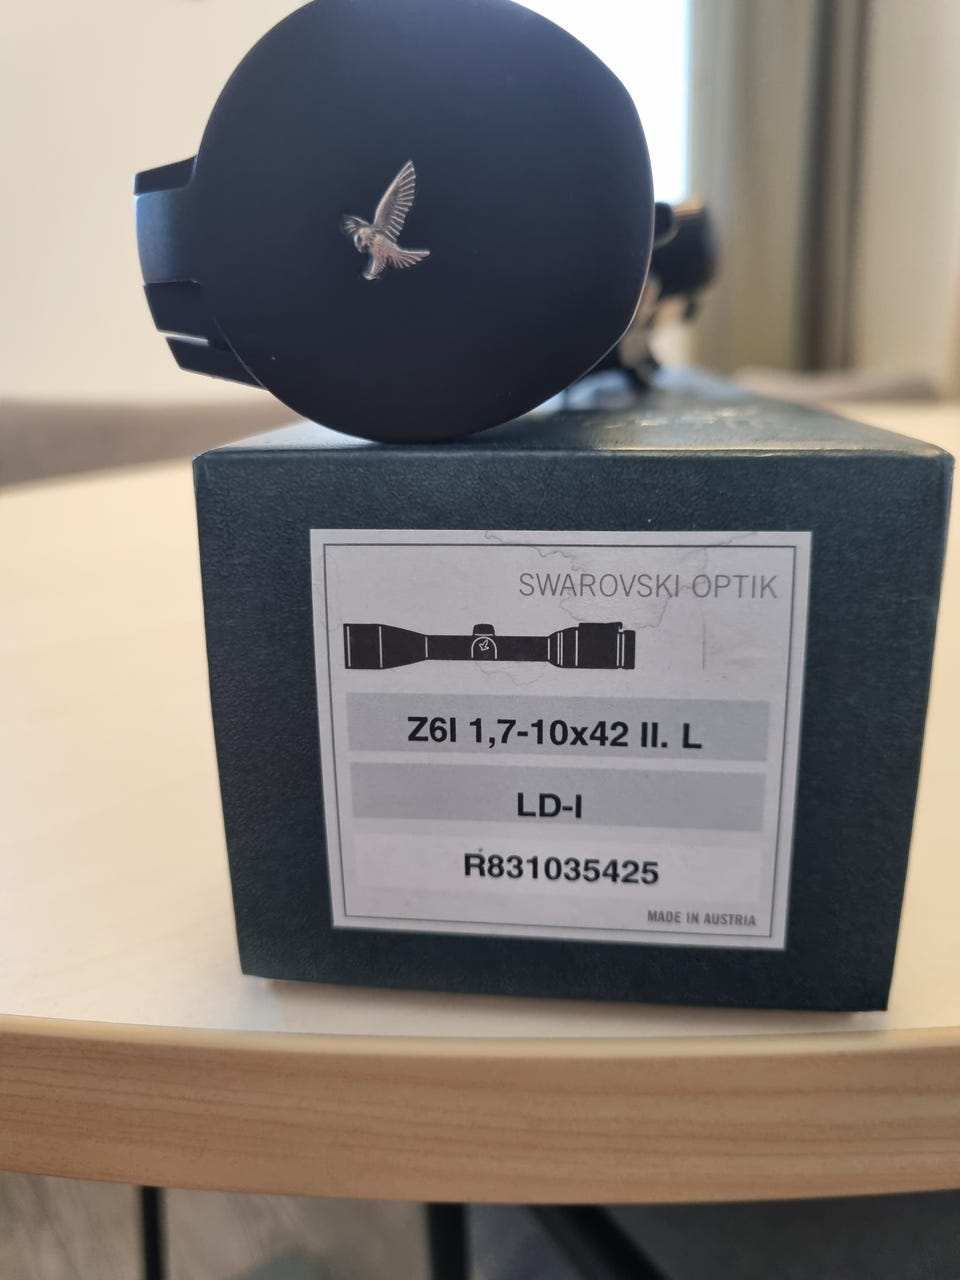 SWAROVSKI OPTIK
Z6I 1,7-10x42 II. L
LD-I
R831035425
MADE IN AUSTRIA